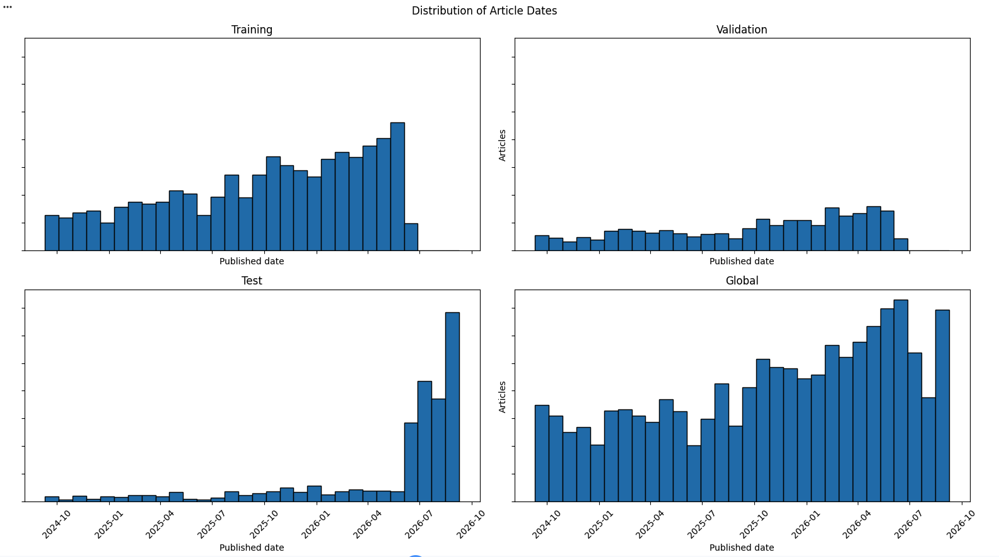 Distribution of Article Dates
Training
Validation
Articles
Published date
Published date
Test
Global
Articles
2024-10 2025-01 2025-04 2025-07 2025-10 2026-01 2026-04 2026-07 2026-10
2024-10 2025-01 2025-04 2025-07 2025-10 2026-01 2026-04 2026-07 2026-10
Published date
Published date